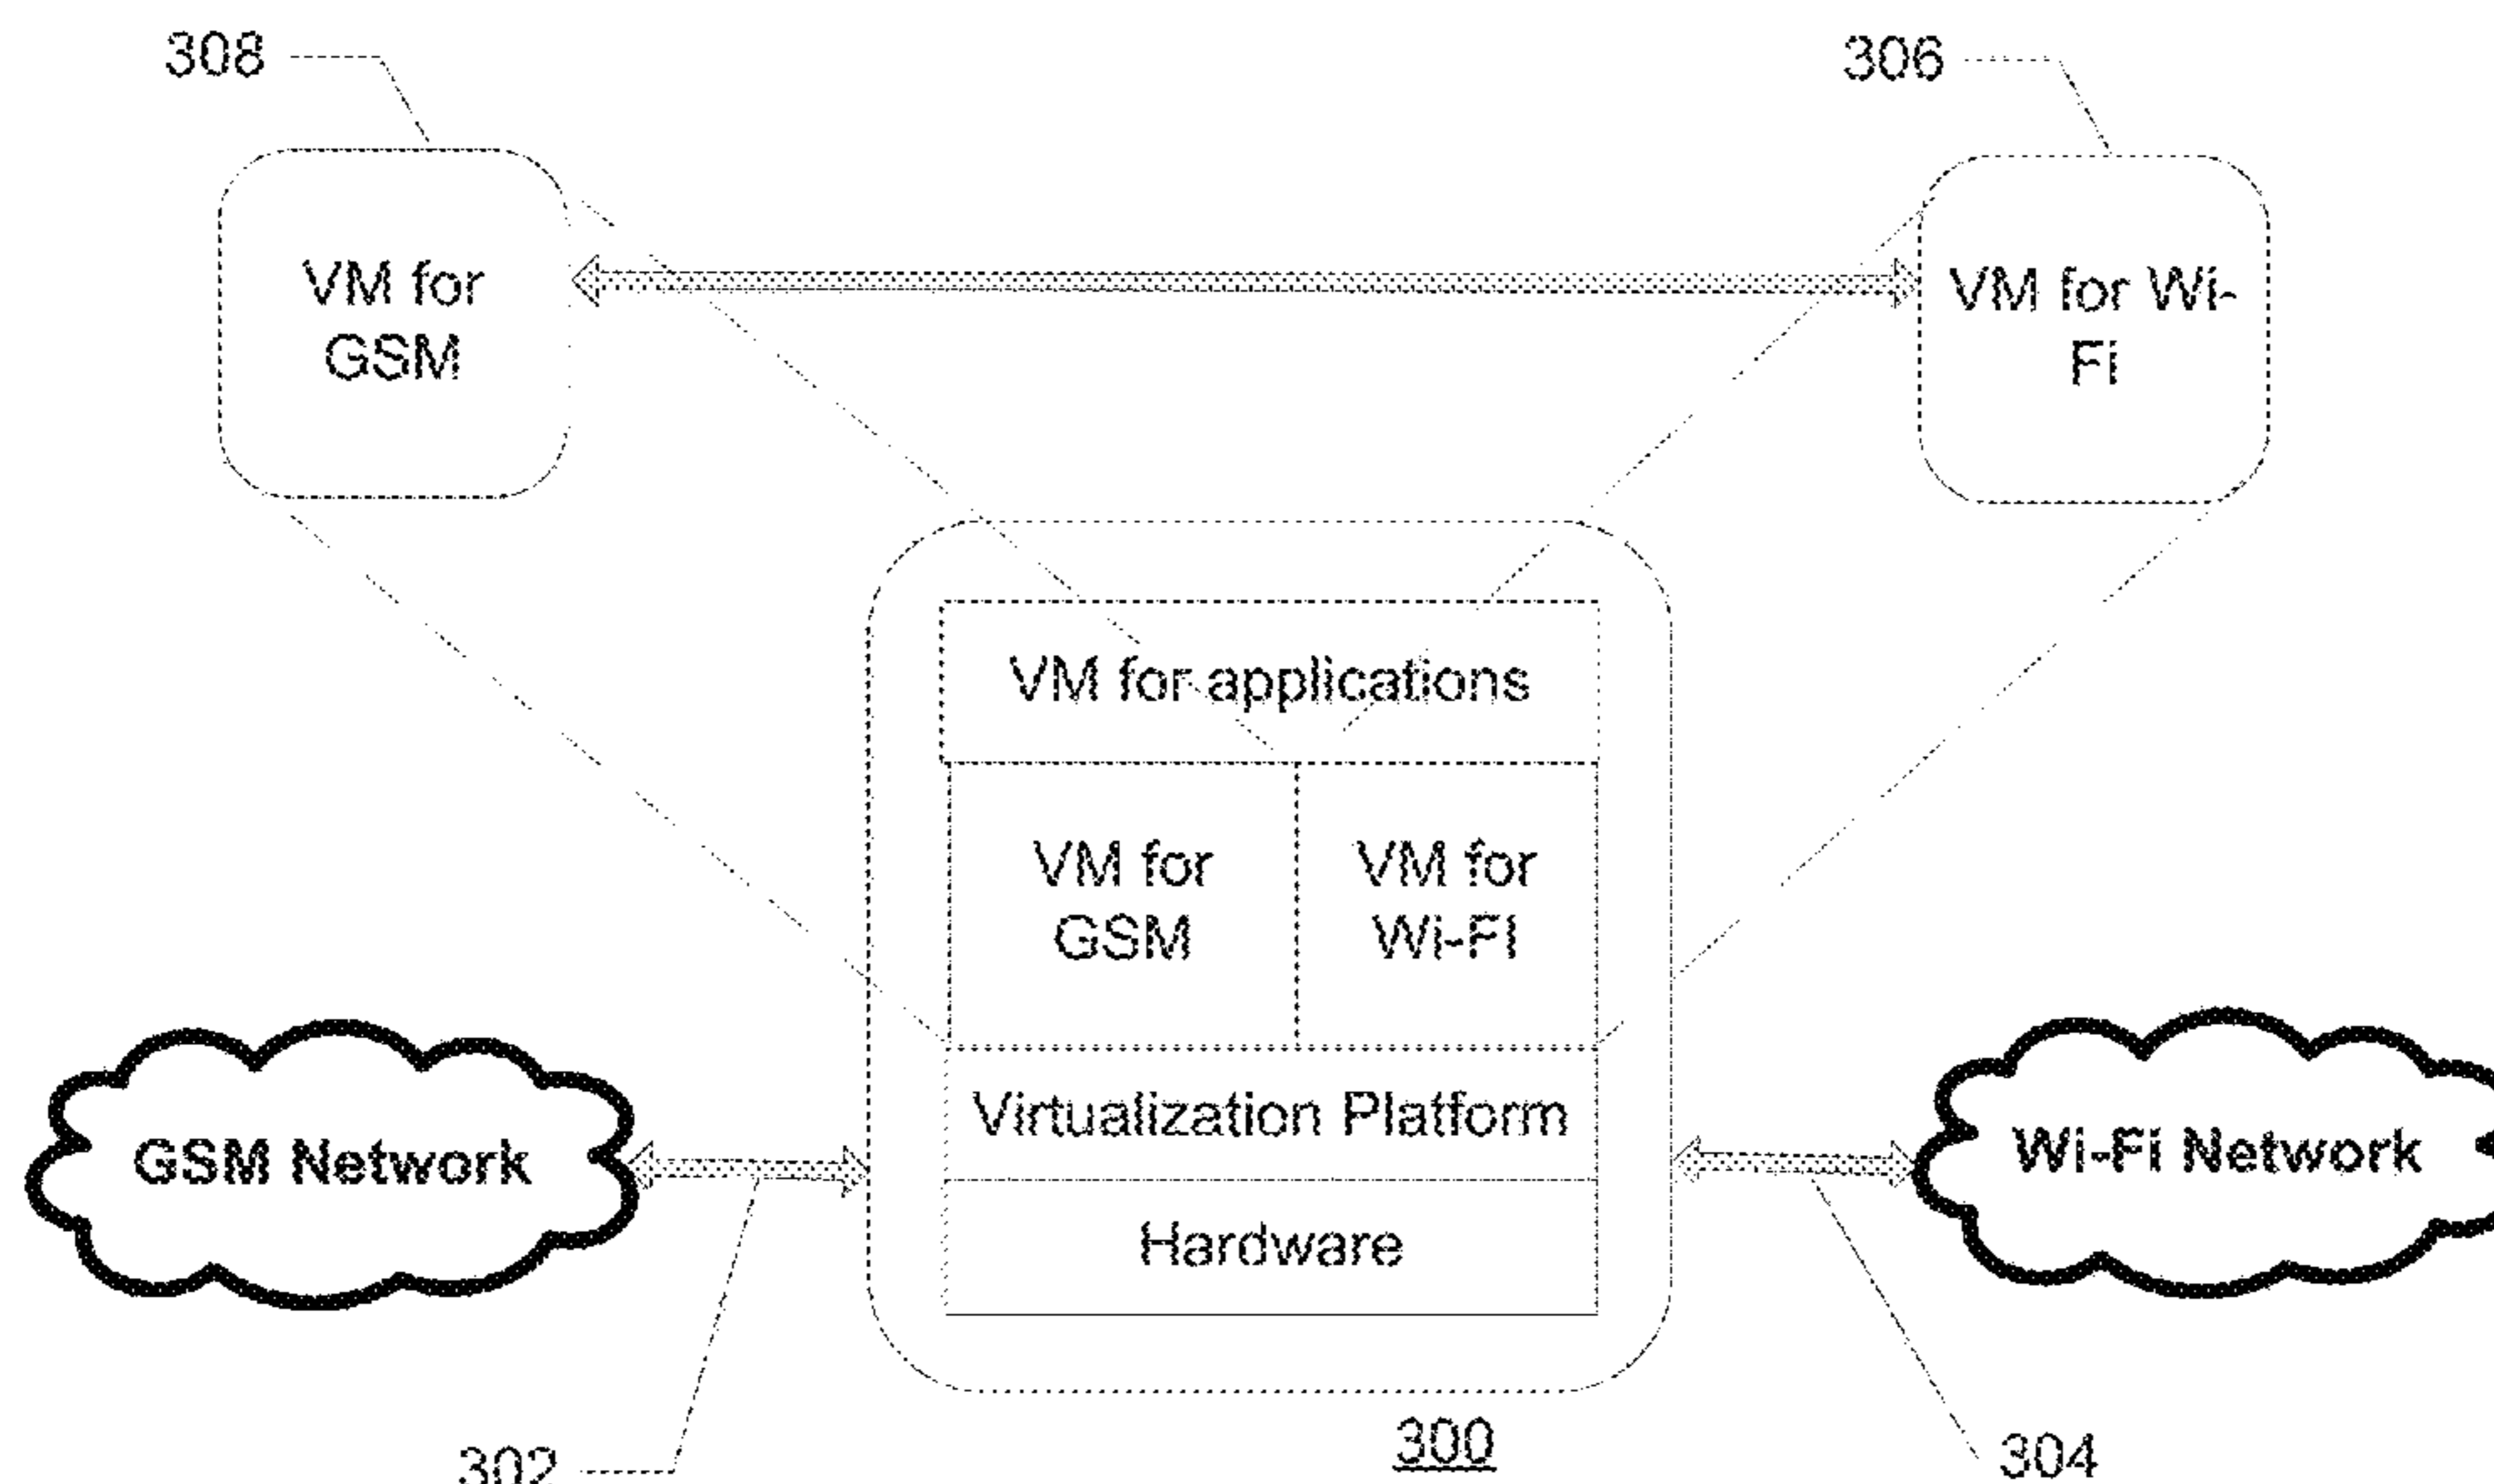 308
306
VM for
GSM
VM for Wi-
Fi
VM for applications
VM for
GSM
VM for
Wi-Fi
Virtualization Platform
GSM Network
Wi-Fi Network
Hardware
300
302
304